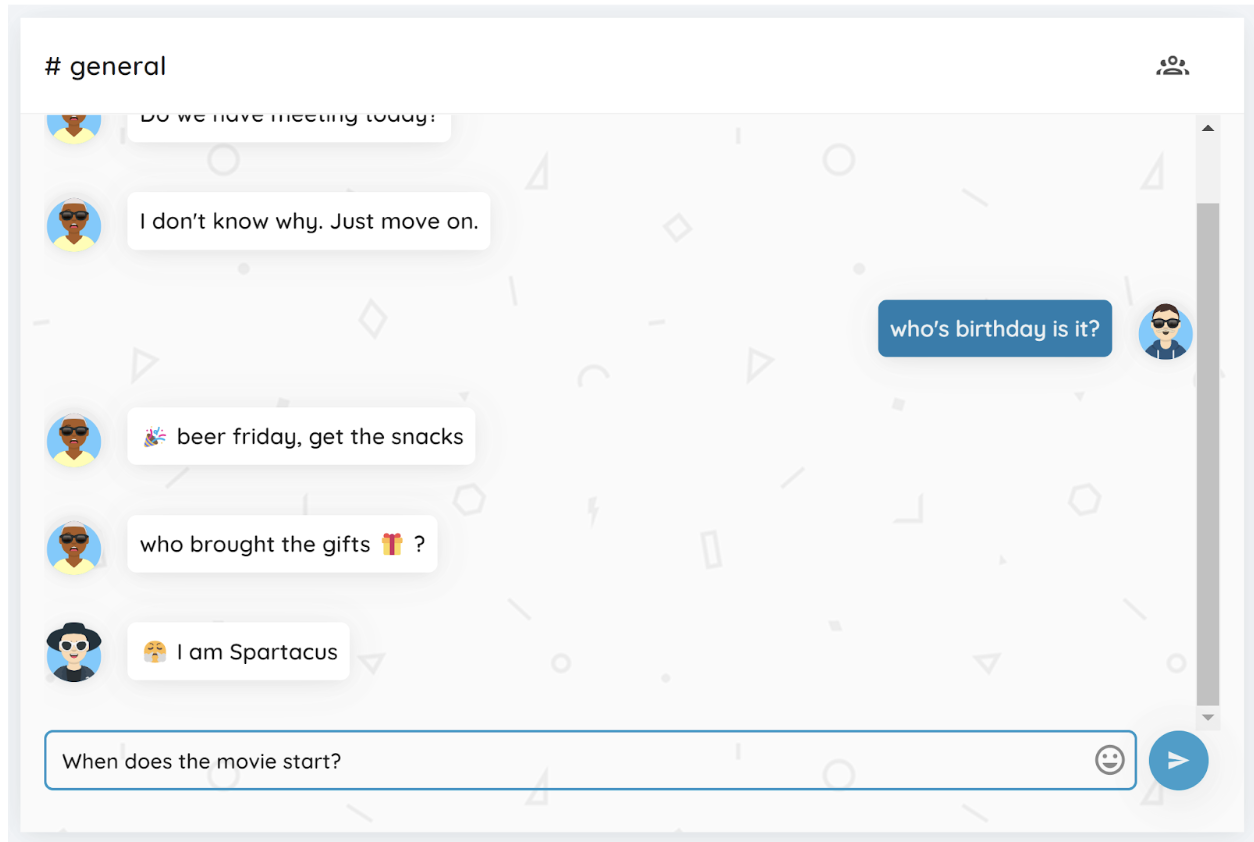 # general
Do we have meeting today?
I don't know why. Just move on.
who's birthday is it?
🎉 beer friday, get the snacks
who brought the gifts 🎁 ?
😤 I am Spartacus
When does the movie start?